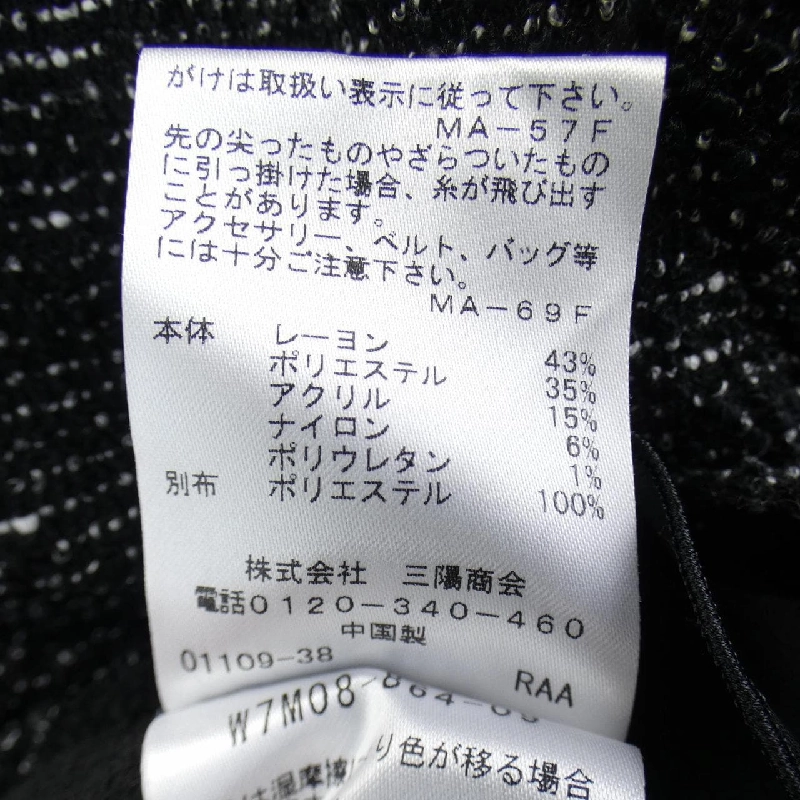 がけは取扱い表示に従って下さい。
MA-57F
先の尖ったものやざらついたもの
に引っ掛けた場合、糸が飛び出す
ことがあります。
アクセサリー、ベルト、バッグ等
には十分ご注意下さい。
MA-69F
本体 レーヨン 43%
ポリエステル 35%
アクリル 15%
ナイロン 6%
ポリウレタン 1%
別布 ポリエステル 100%
株式会社 三陽商会
電話0120-340-460
中国製
01109-38 RAA
W7M08-864-
り色が移る場合